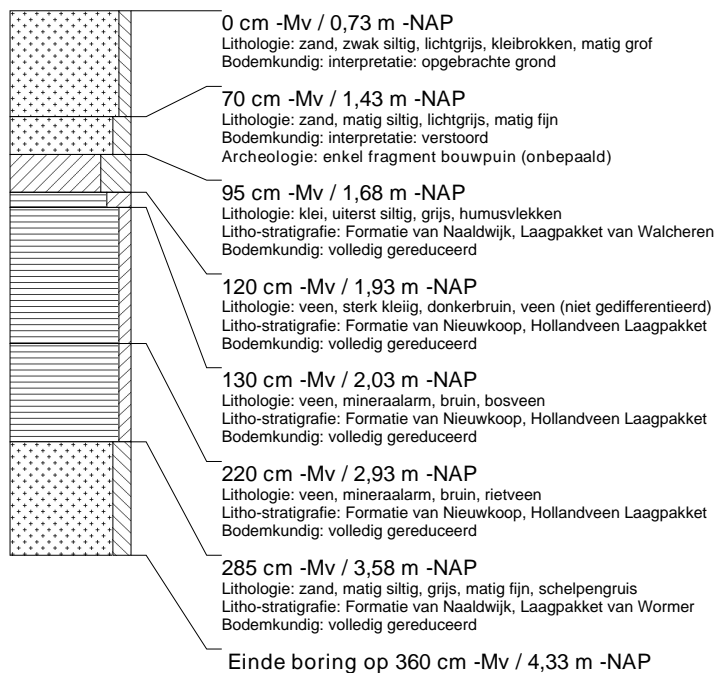 0 cm -Mv / 0,73 m -NAP
Lithologie: zand, zwak siltig, lichtgrijs, kleibrokken, matig grof
Bodemkundig: interpretatie: opgebrachte grond
70 cm -Mv / 1,43 m -NAP
Lithologie: zand, matig siltig, lichtgrijs, matig fijn
Bodemkundig: interpretatie: verstoord
Archeologie: enkel fragment bouwpuin (onbepaald)
95 cm -Mv / 1,68 m -NAP
Lithologie: klei, uiterst siltig, grijs, humusvlekken
Litho-stratigrafie: Formatie van Naaldwijk, Laagpakket van Walcheren
Bodemkundig: volledig gereduceerd
120 cm -Mv / 1,93 m -NAP
Lithologie: veen, sterk kleiig, donkerbruin, veen (niet gedifferentieerd)
Litho-stratigrafie: Formatie van Nieuwkoop, Hollandveen Laagpakket
Bodemkundig: volledig gereduceerd
130 cm -Mv / 2,03 m -NAP
Lithologie: veen, mineraalarm, bruin, bosveen
Litho-stratigrafie: Formatie van Nieuwkoop, Hollandveen Laagpakket
Bodemkundig: volledig gereduceerd
220 cm -Mv / 2,93 m -NAP
Lithologie: veen, mineraalarm, bruin, rietveen
Litho-stratigrafie: Formatie van Nieuwkoop, Hollandveen Laagpakket
Bodemkundig: volledig gereduceerd
285 cm -Mv / 3,58 m -NAP
Lithologie: zand, matig siltig, grijs, matig fijn, schelpengruis
Litho-stratigrafie: Formatie van Naaldwijk, Laagpakket van Wormer
Bodemkundig: volledig gereduceerd
Einde boring op 360 cm -Mv / 4,33 m -NAP